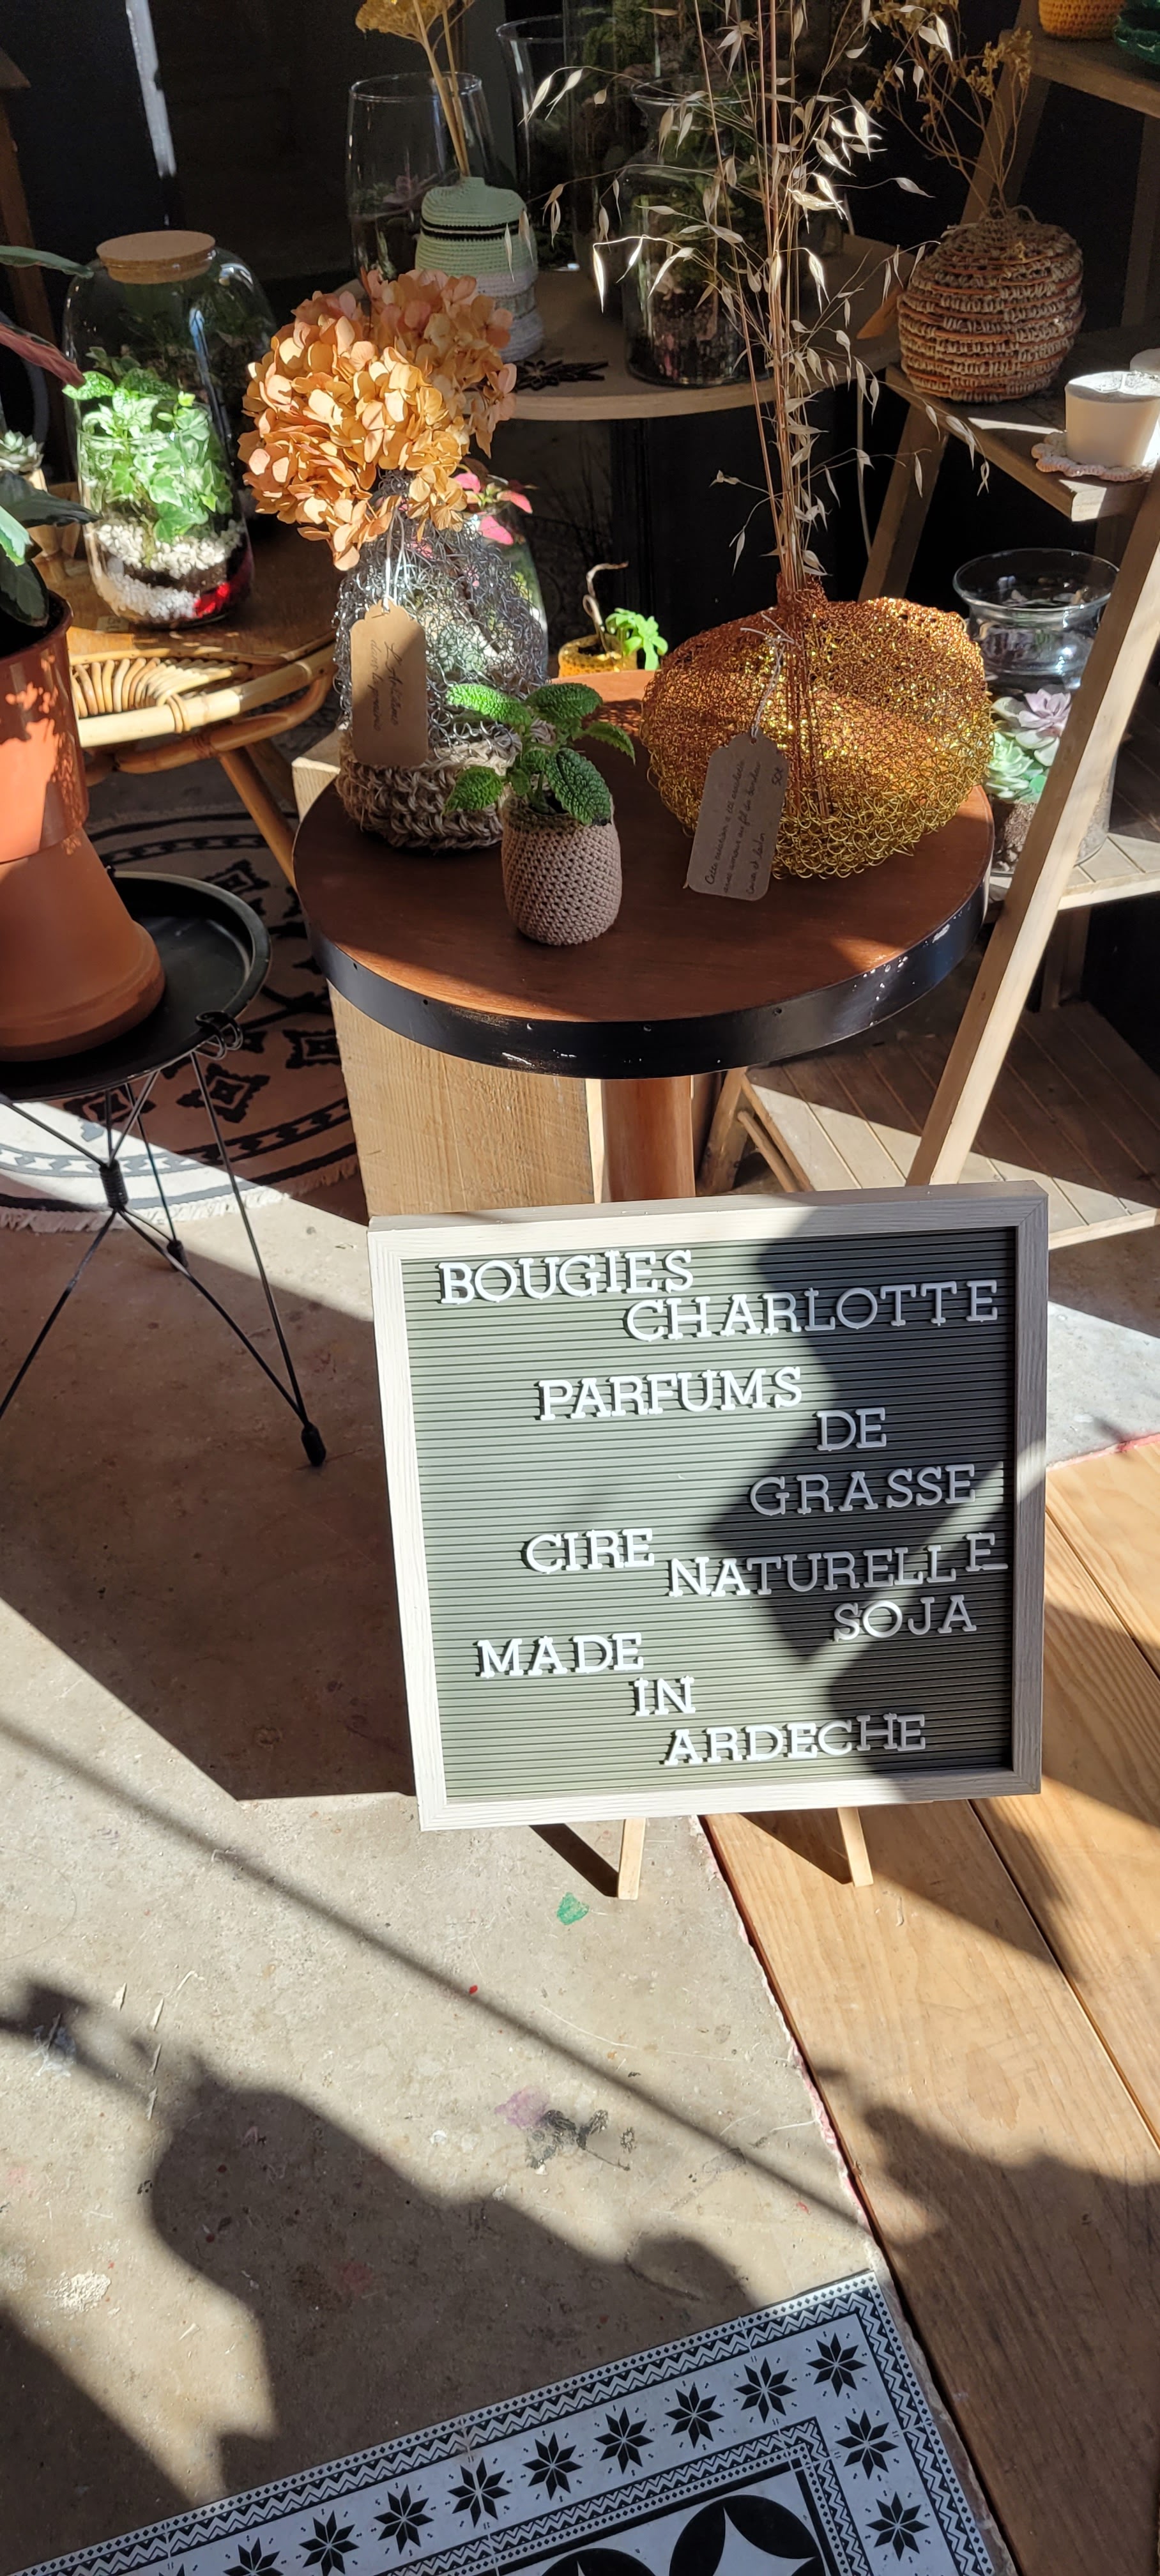 BOUGIES
CHARLOTTE
PARFUMS
DE
GRASSE
CIRE NATURELLE
SOJA
MADE
IN
ARDECHE